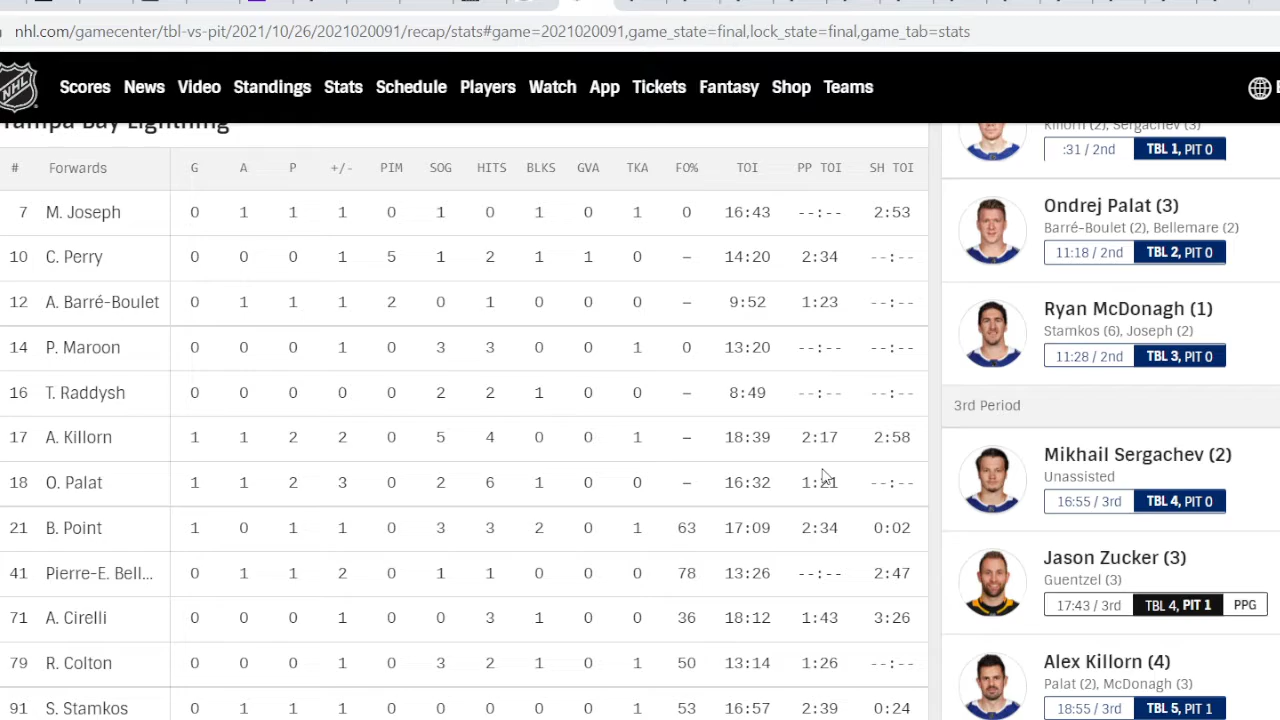 nhl.com/gamecenter/tbl-vs-pit/2021/10/26/2021020091/recap/stats#game=2021020091,game_state=final,lock_state=final,game_tab=stats
NHL Scores News Video Standings Stats Schedule Players Watch App Tickets Fantasy Shop Teams
Tampa Bay Lightning
# Forwards G A P +/- PIM SOG HITS BLKS GVA TKA FO% TOI PP TOI SH TOI
7 M. Joseph 0 1 1 1 0 1 0 1 0 1 0 16:43 --:-- 2:53
10 C. Perry 0 0 0 1 5 1 2 1 1 0 – 14:20 2:34 --:--
12 A. Barré-Boulet 0 1 1 1 2 0 1 0 0 0 – 9:52 1:23 --:--
14 P. Maroon 0 0 0 1 0 3 3 0 0 1 0 13:20 --:-- --:--
16 T. Raddysh 0 0 0 0 0 2 2 1 0 0 – 8:49 --:-- --:--
17 A. Killorn 1 1 2 2 0 5 4 0 0 1 – 18:39 2:17 2:58
18 O. Palat 1 1 2 3 0 2 6 1 0 0 – 16:32 --:--
21 B. Point 1 0 1 1 0 3 3 2 0 1 63 17:09 2:34 0:02
41 Pierre-E. Bell... 0 1 1 2 0 1 1 0 0 0 78 13:26 --:-- 2:47
71 A. Cirelli 0 0 0 1 0 0 3 1 0 0 36 18:12 1:43 3:26
79 R. Colton 0 0 0 1 0 3 2 1 0 1 50 13:14 1:26 --:--
91 S. Stamkos 0 1 1 1 0 0 0 0 0 1 53 16:57 2:39 0:24
Killorn (2), Sergachev (3)
:31 / 2nd TBL 1, PIT 0
Ondrej Palat (3)
Barré-Boulet (2), Bellemare (2)
11:18 / 2nd TBL 2, PIT 0
Ryan McDonagh (1)
Stamkos (6), Joseph (2)
11:28 / 2nd TBL 3, PIT 0
3rd Period
Mikhail Sergachev (2)
Unassisted
16:55 / 3rd TBL 4, PIT 0
Jason Zucker (3)
Guentzel (3)
17:43 / 3rd TBL 4, PIT 1 PPG
Alex Killorn (4)
Palat (2), McDonagh (3)
18:55 / 3rd TBL 5, PIT 1